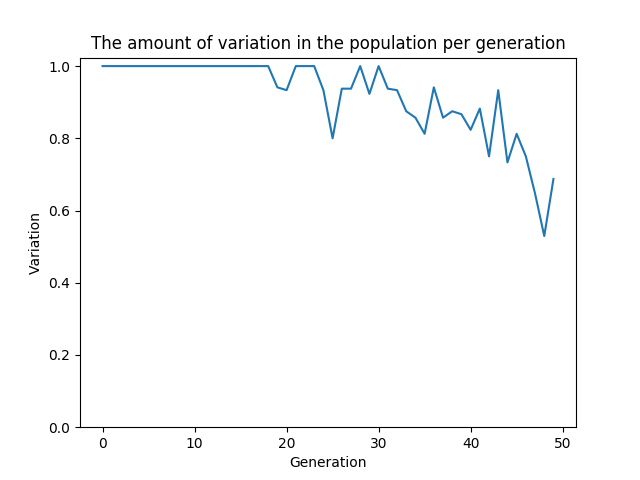 The amount of variation in the population per generation
1.0
0.8
0.6
0.4
0.2
0.0
Variation
0 10 20 30 40 50
Generation